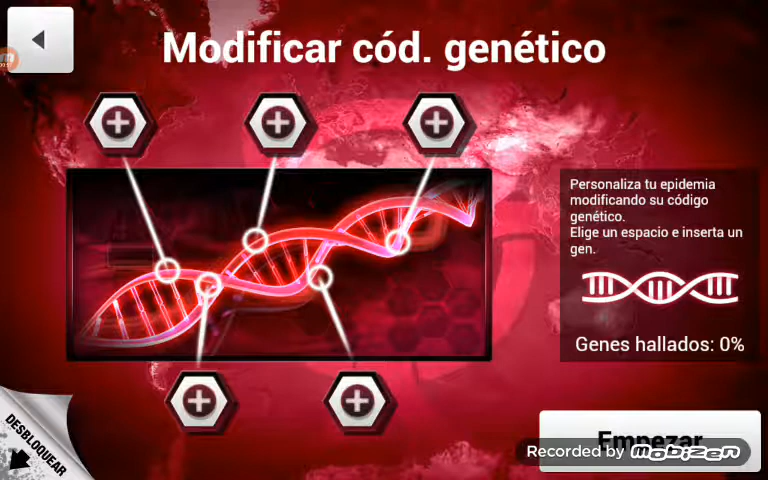 Modificar cód. genético
Personaliza tu epidemia
modificando su código
genético.
Elige un espacio e inserta un
gen.
Genes hallados: 0%
DESBLOQUEAR
Empezar
Recorded by Mobizen